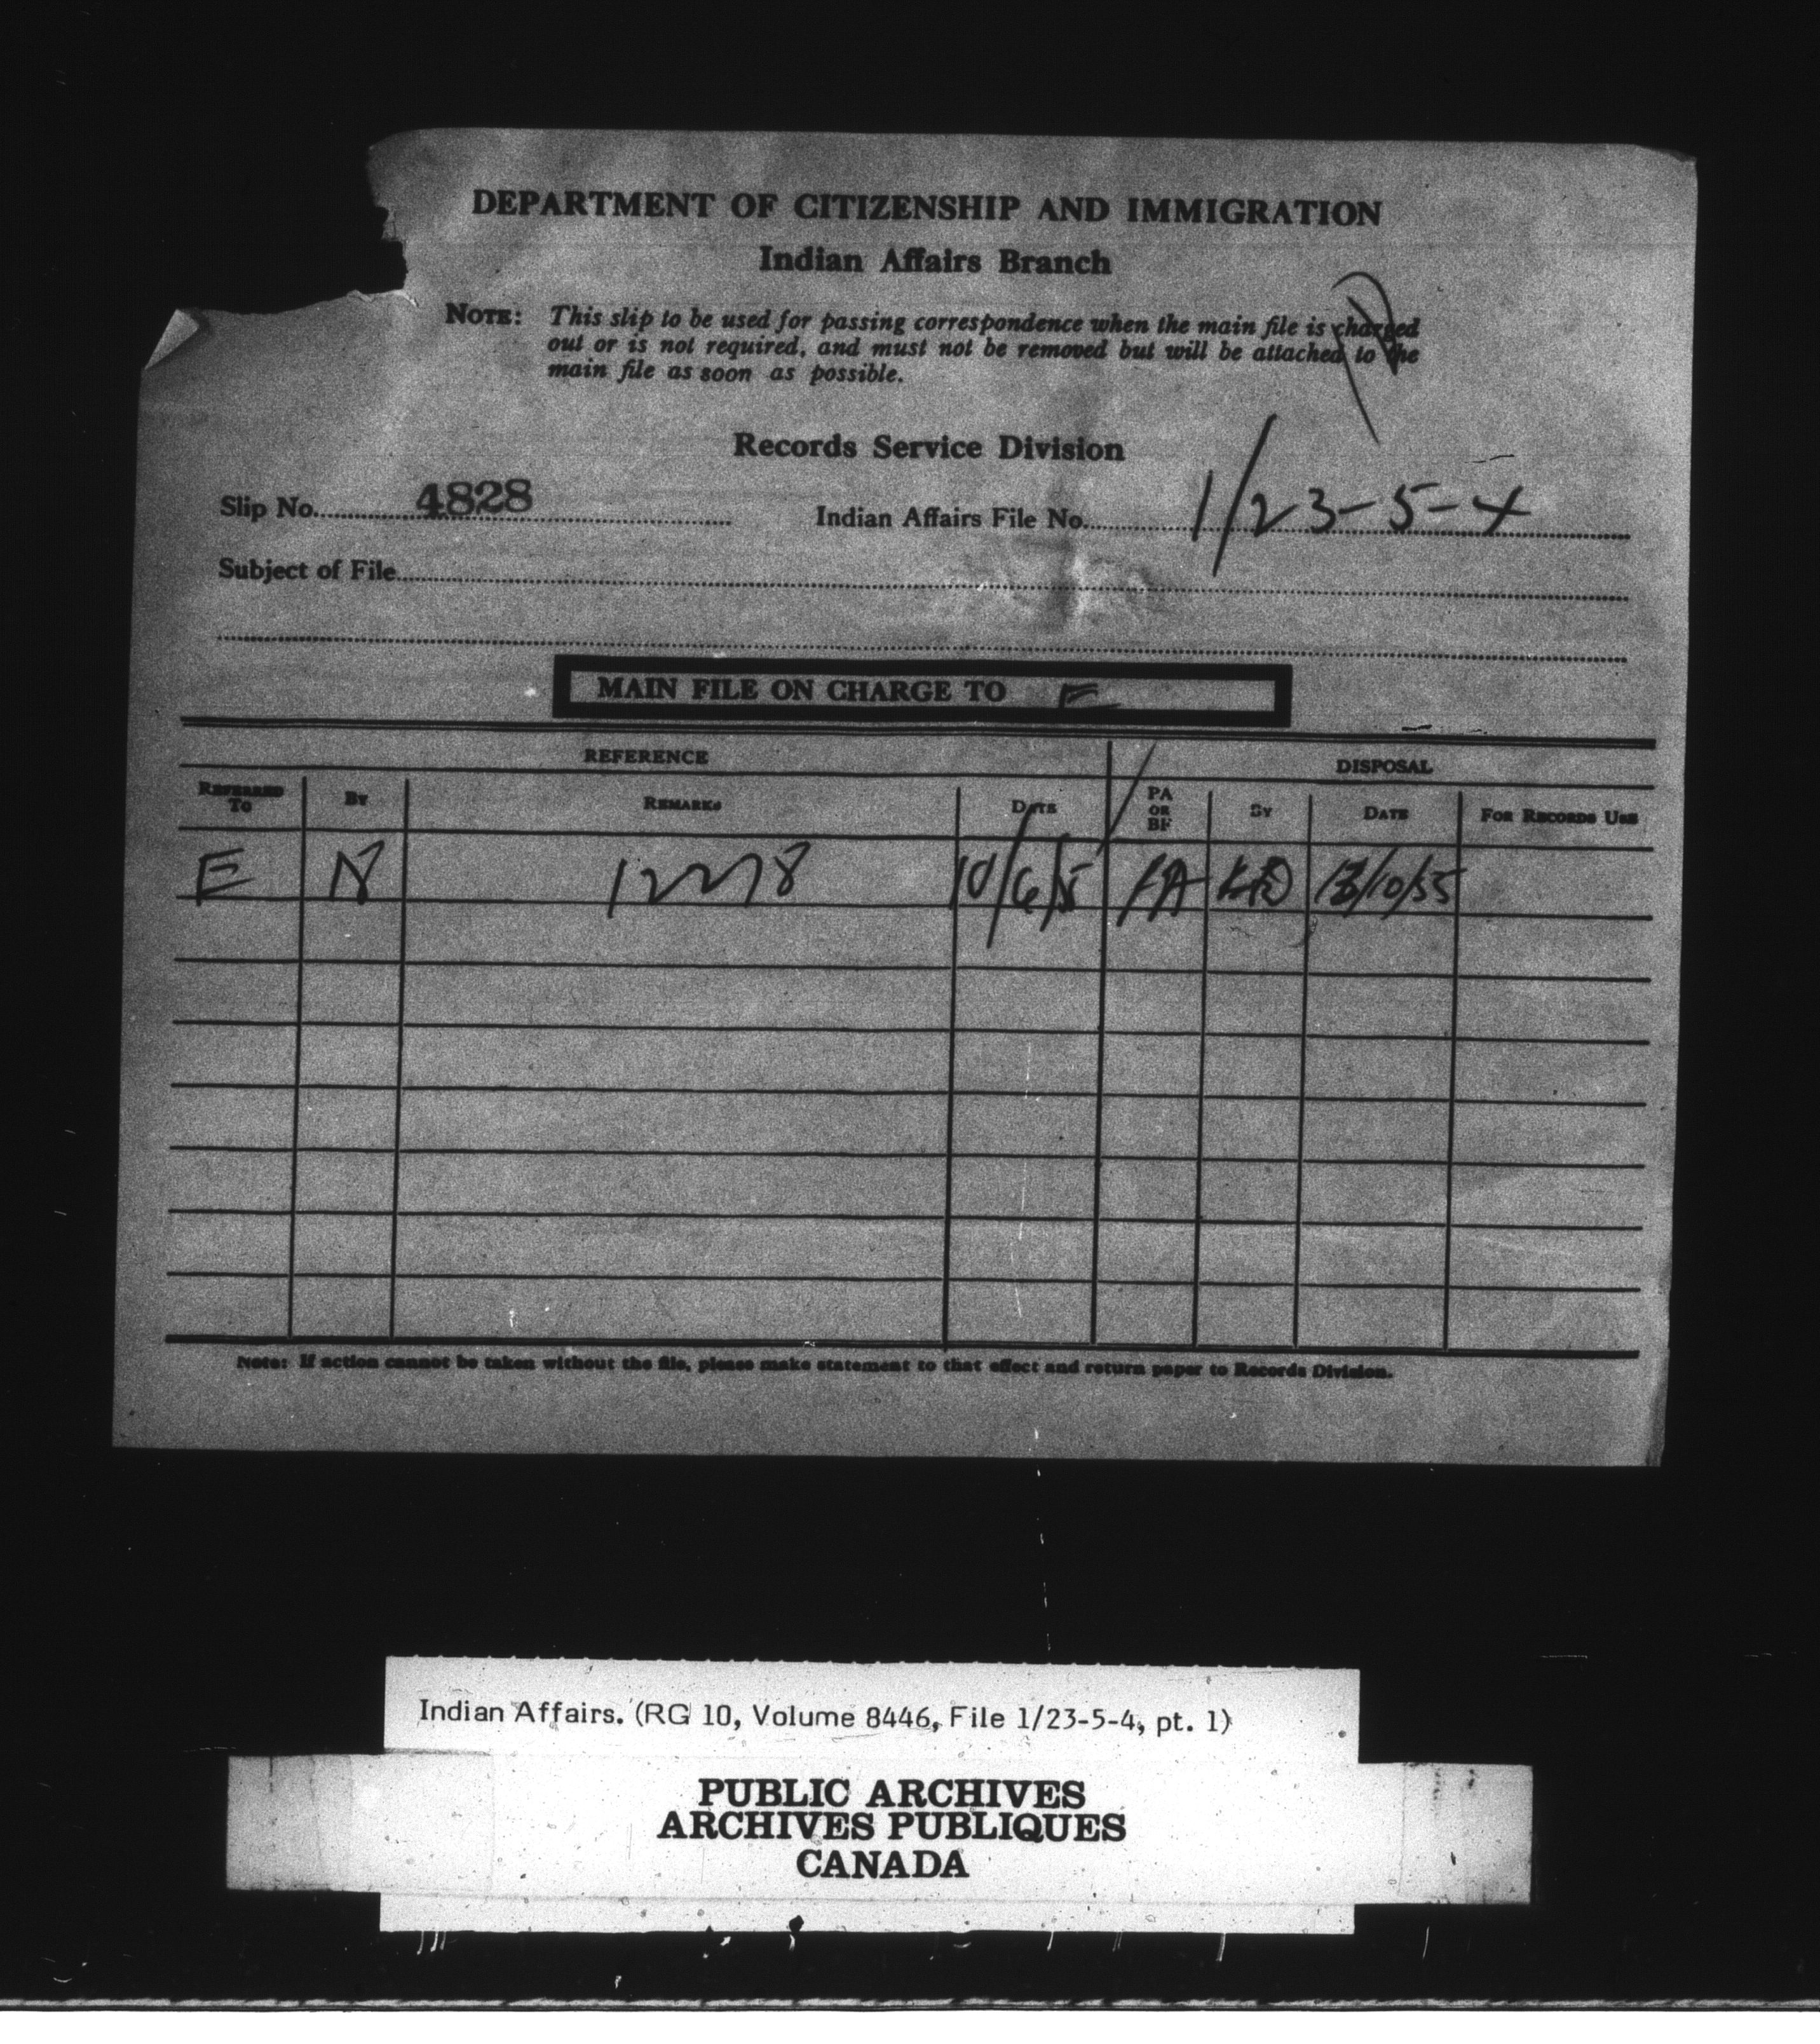 DEPARTMENT OF CITIZENSHIP AND IMMIGRATION
Indian Affairs Branch
NOTE: This slip to be used for passing correspondence when the main file is charged
out or is not required, and must not be removed but will be attached to the
main file as soon as possible.
Records Service Division
Slip No. 4828 Indian Affairs File No. 1/23-5-4
Subject of File
MAIN FILE ON CHARGE TO E
REFERENCE DISPOSAL
REFERRED TO BY REMARKS DATE PA OR BF BY DATE FOR RECORDS USE
E 12278 10/6/5 PA /10/55
Note: If action cannot be taken without the file, please make statement to that effect and return paper to Records Division.
Indian Affairs. (RG 10, Volume 8446, File 1/23-5-4, pt. 1)
PUBLIC ARCHIVES
ARCHIVES PUBLIQUES
CANADA